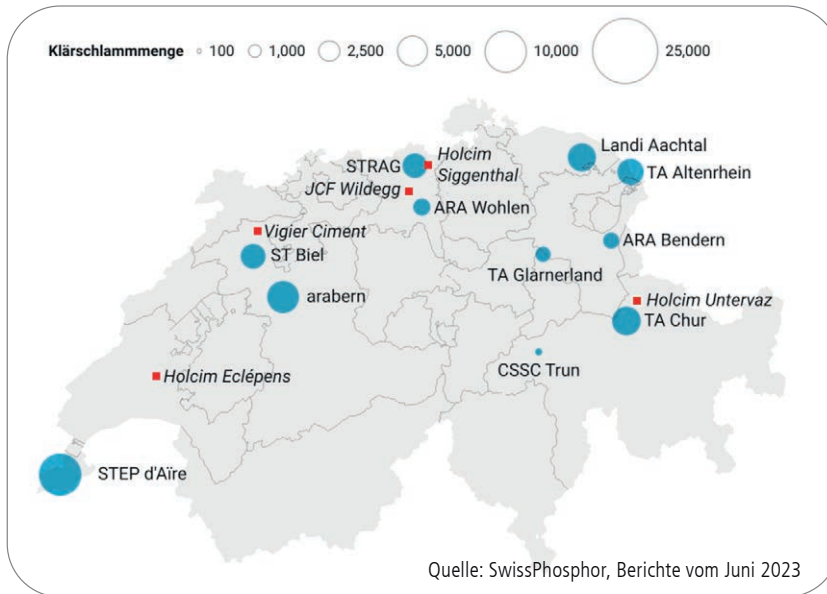 Klärschlammmenge 100 1,000 2,500 5,000 10,000 25,000
Landi Aachtal
Holcim
Siggenthal
STRAG
TA Altenrhein
JCF Wildegg
ARA Wohlen
Vigier Ciment
ARA Bendern
ST Biel
TA Glarnerland
arabern
Holcim Untervaz
TA Chur
CSSC Trun
Holcim Eclépens
STEP d'Aïre
Quelle: SwissPhosphor, Berichte vom Juni 2023